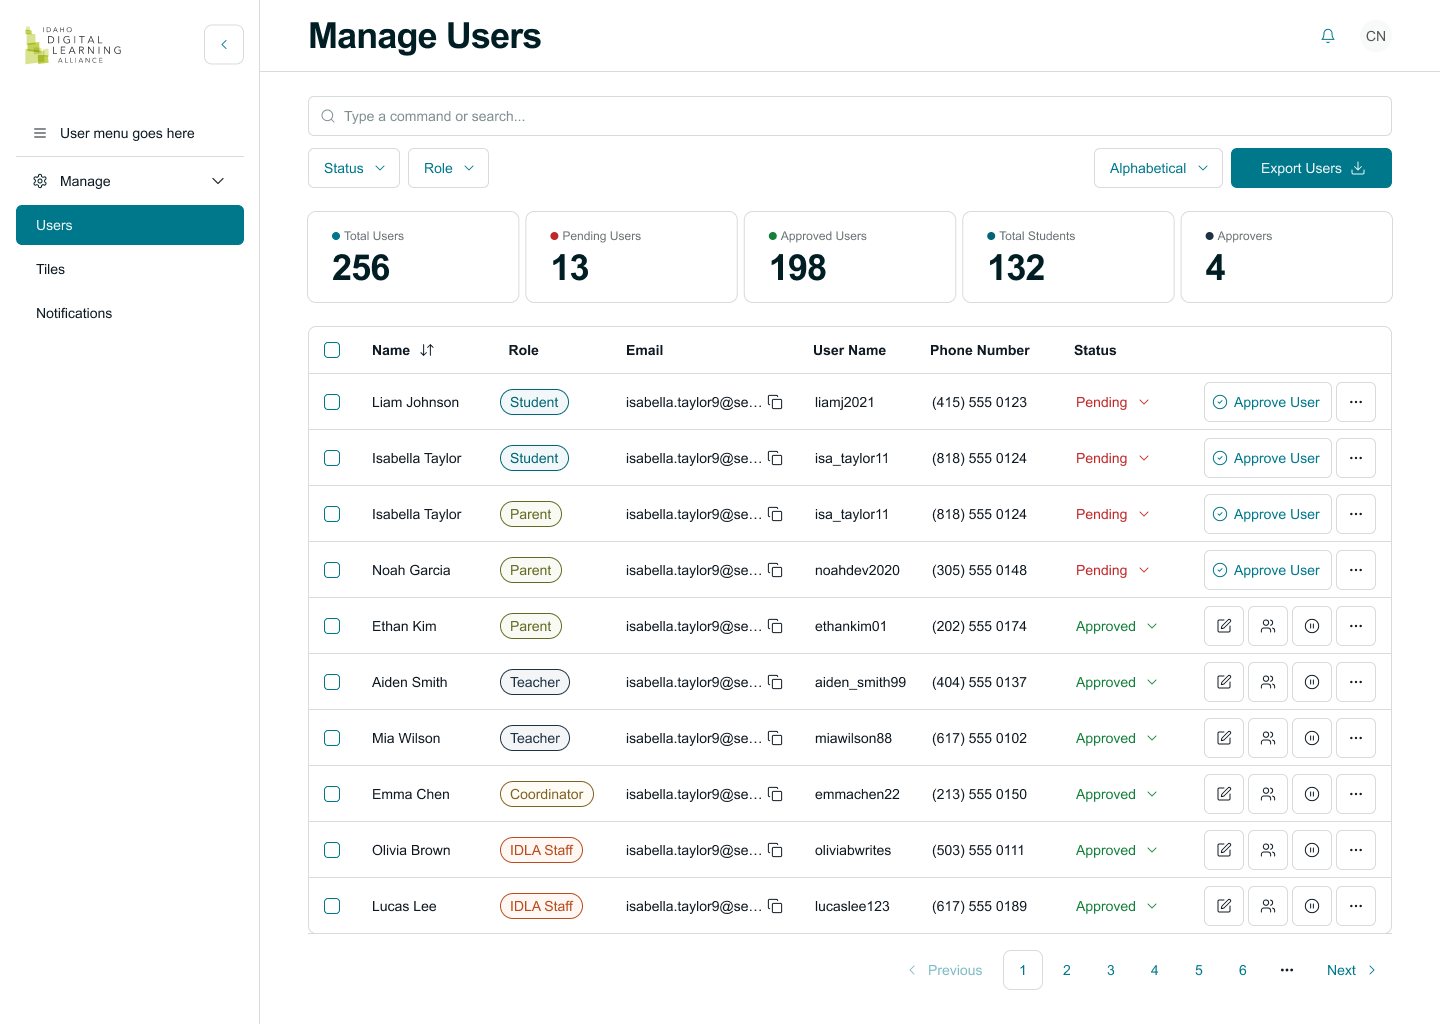 IDAHO
DIGITAL
LEARNING
ALLIANCE
Manage Users
CN
User menu goes here
Manage
Users
Tiles
Notifications
Type a command or search...
Status
Role
Alphabetical
Export Users
Total Users
256
Pending Users
13
Approved Users
198
Total Students
132
Approvers
4
Name Role Email User Name Phone Number Status
Liam Johnson Student isabella.taylor9@se... liamj2021 (415) 555 0123 Pending Approve User
Isabella Taylor Student isabella.taylor9@se... isa_taylor11 (818) 555 0124 Pending Approve User
Isabella Taylor Parent isabella.taylor9@se... isa_taylor11 (818) 555 0124 Pending Approve User
Noah Garcia Parent isabella.taylor9@se... noahdev2020 (305) 555 0148 Pending Approve User
Ethan Kim Parent isabella.taylor9@se... ethankim01 (202) 555 0174 Approved
Aiden Smith Teacher isabella.taylor9@se... aiden_smith99 (404) 555 0137 Approved
Mia Wilson Teacher isabella.taylor9@se... miawilson88 (617) 555 0102 Approved
Emma Chen Coordinator isabella.taylor9@se... emmachen22 (213) 555 0150 Approved
Olivia Brown IDLA Staff isabella.taylor9@se... oliviabwrites (503) 555 0111 Approved
Lucas Lee IDLA Staff isabella.taylor9@se... lucaslee123 (617) 555 0189 Approved
Previous 1 2 3 4 5 6 ... Next